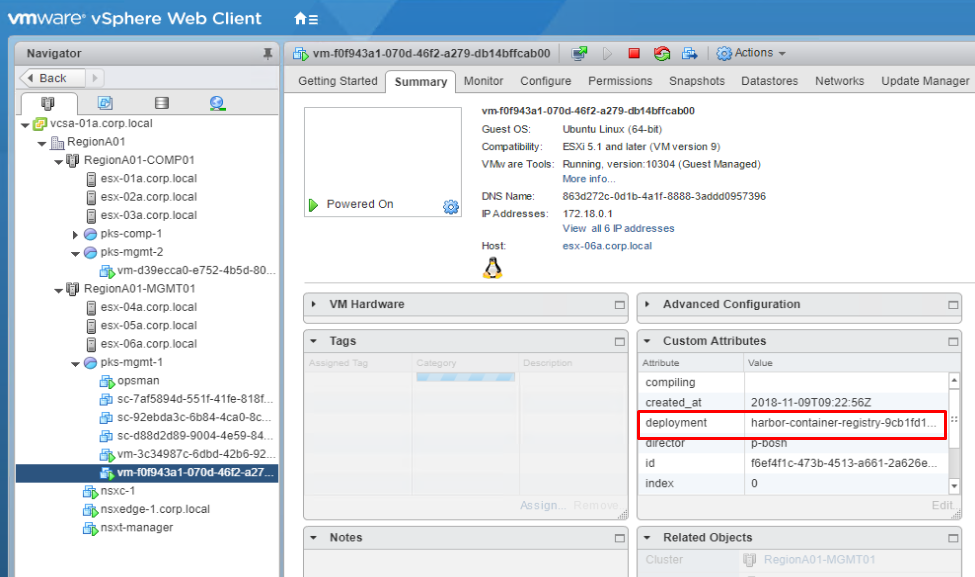 vmware® vSphere Web Client
Navigator
vm-f0f943a1-070d-46f2-a279-db14bffcab00
Actions
Back
Getting Started Summary Monitor Configure Permissions Snapshots Datastores Networks Update Manager
vcsa-01a.corp.local
RegionA01
RegionA01-COMP01
esx-01a.corp.local
esx-02a.corp.local
esx-03a.corp.local
pks-comp-1
pks-mgmt-2
vm-d39ecca0-e752-4b5d-80...
RegionA01-MGMT01
esx-04a.corp.local
esx-05a.corp.local
esx-06a.corp.local
pks-mgmt-1
opsman
sc-7af5894d-551f-41fe-818f...
sc-92ebda3c-6b84-4ca0-8c...
sc-d88d2d89-9004-4e59-84...
vm-3c34987c-6dbd-42b6-92...
vm-f0f943a1-070d-46f2-a27...
nsxc-1
nsxedge-1.corp.local
nsxt-manager
Powered On
vm-f0f943a1-070d-46f2-a279-db14bffcab00
Guest OS: Ubuntu Linux (64-bit)
Compatibility: ESXi 5.1 and later (VM version 9)
VMware Tools: Running, version:10304 (Guest Managed)
More info...
DNS Name: 863d272c-0d1b-4a1f-8888-3addd0957396
IP Addresses: 172.18.0.1
View all 6 IP addresses
Host: esx-06a.corp.local
VM Hardware
Tags
Assigned Tag Category Description
Assign... Remove
Notes
Advanced Configuration
Custom Attributes
Attribute Value
compiling
created_at 2018-11-09T09:22:56Z
deployment harbor-container-registry-9cb1fd1...
director p-bosh
id f6ef4f1c-473b-4513-a661-2a626e...
index 0
Edit...
Related Objects
Cluster RegionA01-MGMT01